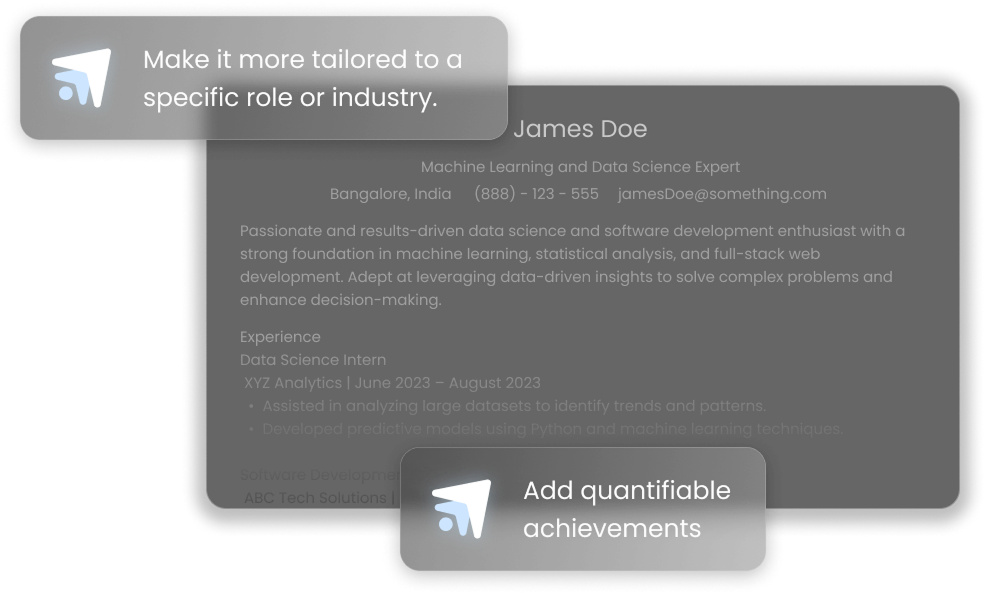 Make it more tailored to a
specific role or industry.
James Doe
Machine Learning and Data Science Expert
Bangalore, India (888) - 123 - 555 jamesDoe@something.com
Passionate and results-driven data science and software development enthusiast with a
strong foundation in machine learning, statistical analysis, and full-stack web
development. Adept at leveraging data-driven insights to solve complex problems and
enhance decision-making.
Experience
Data Science Intern
XYZ Analytics | June 2023 – August 2023
• Assisted in analyzing large datasets to identify trends and patterns.
• Developed predictive models using Python and machine learning techniques.
Software
ABC Tech Solutions |
Add quantifiable
achievements